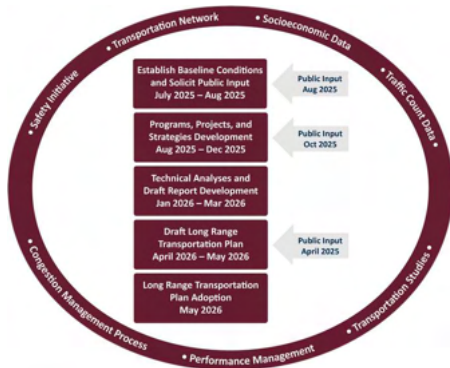 • Transportation Network •
Socioeconomic Data
• Safety Initiative
• Traffic Count Data •
Establish Baseline Conditions
and Solicit Public Input
July 2025 – Aug 2025
Public Input
Aug 2025
Programs, Projects, and
Strategies Development
Aug 2025 – Dec 2025
Public Input
Oct 2025
Technical Analyses and
Draft Report Development
Jan 2026 – Mar 2026
Draft Long Range
Transportation Plan
April 2026 – May 2026
Public Input
April 2025
Long Range Transportation
Plan Adoption
May 2026
• Congestion Management Process
• Performance Management
• Transportation Studies •